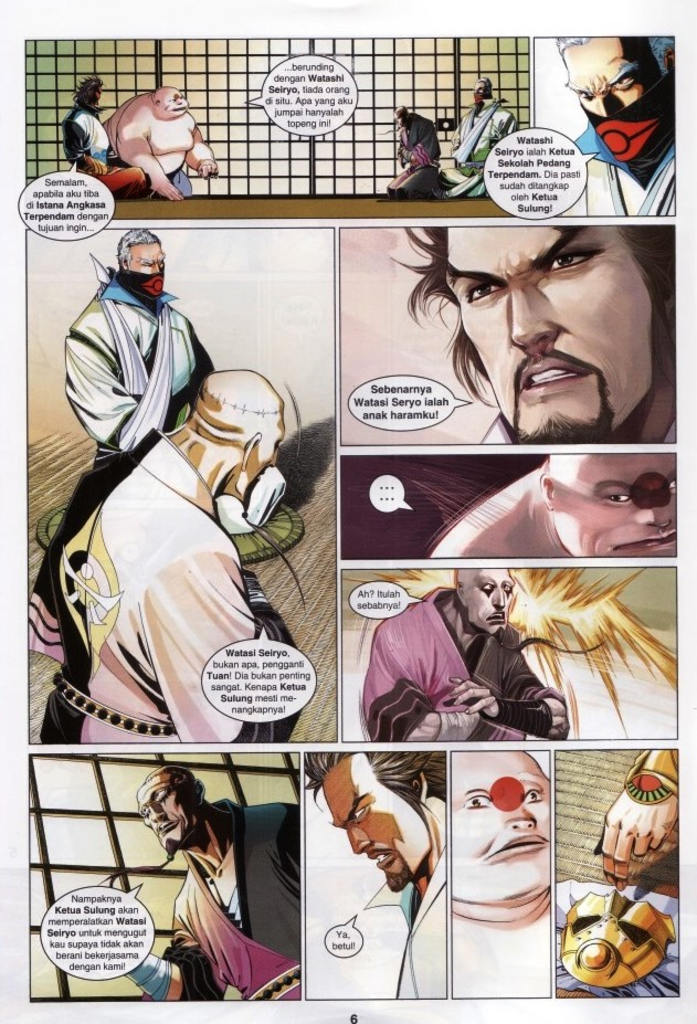 Semalam,
apabila aku tiba
di Istana Angkasa
Terpendam dengan
tujuan ingin...
...berunding
dengan Watashi
Seiryo, tiada orang
di situ. Apa yang aku
jumpai hanyalah
topeng ini!
Watashi
Seiryo ialah Ketua
Sekolah Pedang
Terpendam. Dia pasti
sudah ditangkap
oleh Ketua
Sulung!
Sebenarnya
Watasi Seryo ialah
anak haramku!
...
...
Ah? Itulah
sebabnya!
Watasi Seiryo,
bukan apa, pengganti
Tuan! Dia bukan penting
sangat. Kenapa Ketua
Sulung mesti me-
nangkapnya!
Nampaknya
Ketua Sulung akan
memperalatkan Watasi
Seiryo untuk mengugut
kau supaya tidak akan
berani bekerjasama
dengan kami!
Ya,
betul!
6